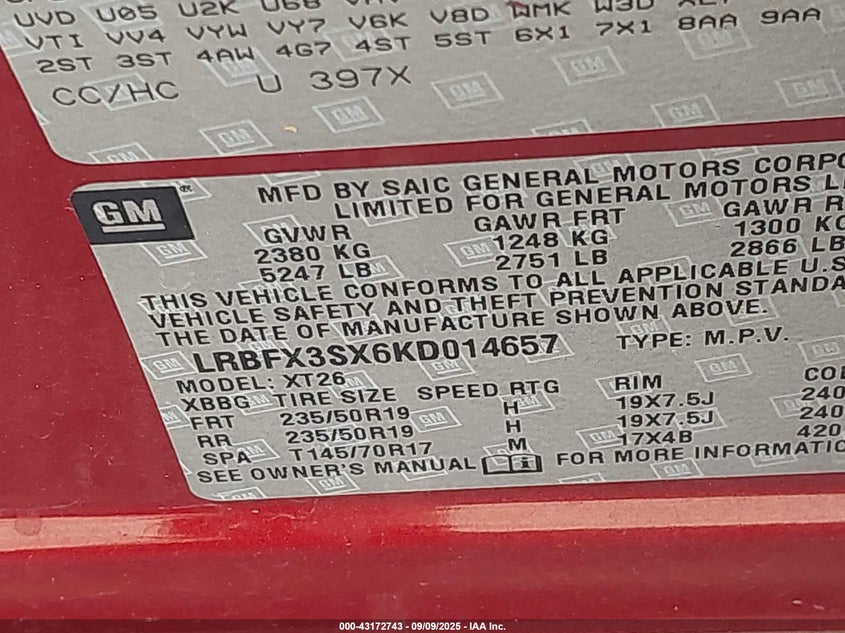 UVD U05 U2K U68
VTI VV4 VYW VY7 V6K V8D WMK W3D
2ST 3ST 4AW 4G7 4ST 5ST 6X1 7X1 8AA 9AA
CC/HC U 397X
GM
MFD BY SAIC GENERAL MOTORS CORPO
LIMITED FOR GENERAL MOTORS L
GVWR GAWR FRT GAWR R
2380 KG 1248 KG 1300 KG
5247 LB 2751 LB 2866 LB
THIS VEHICLE CONFORMS TO ALL APPLICABLE U.S
VEHICLE SAFETY AND THEFT PREVENTION STANDA
THE DATE OF MANUFACTURE SHOWN ABOVE.
LRBFX3SX6KD014657 TYPE: M.P.V.
MODEL: XT26
XBBG TIRE SIZE SPEED RTG RIM CO
FRT 235/50R19 H 19X7.5J 240
RR 235/50R19 H 19X7.5J 240
SPA T145/70R17 M 17X4B 420
SEE OWNER'S MANUAL FOR MORE INFORMATIO
000-43172743 - 09/09/2025 - IAA Inc.